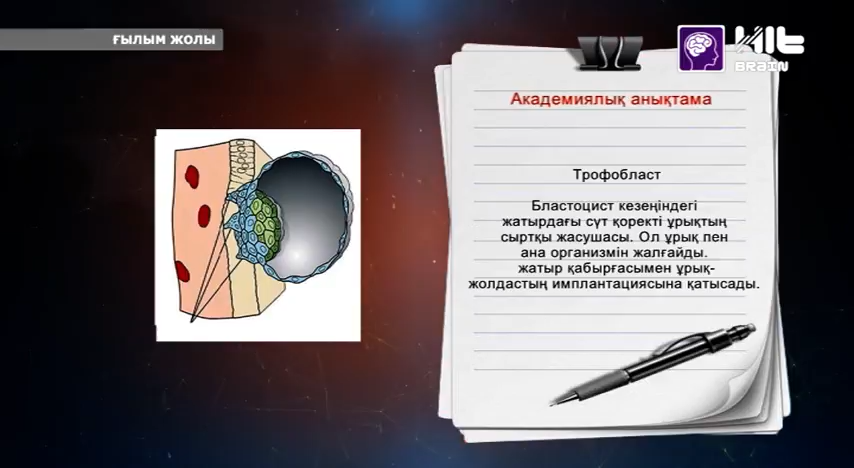 ҒЫЛЫМ ЖОЛЫ
HIT
BRAIN
Академиялық анықтама
Трофобласт
Бластоцист кезеңіндегі
жатырдағы сүт қоректі ұрықтың
сыртқы жасушасы. Ол ұрық пен
ана организмін жалғайды.
жатыр қабырғасымен ұрық-
жолдастың имплантациясына қатысады.